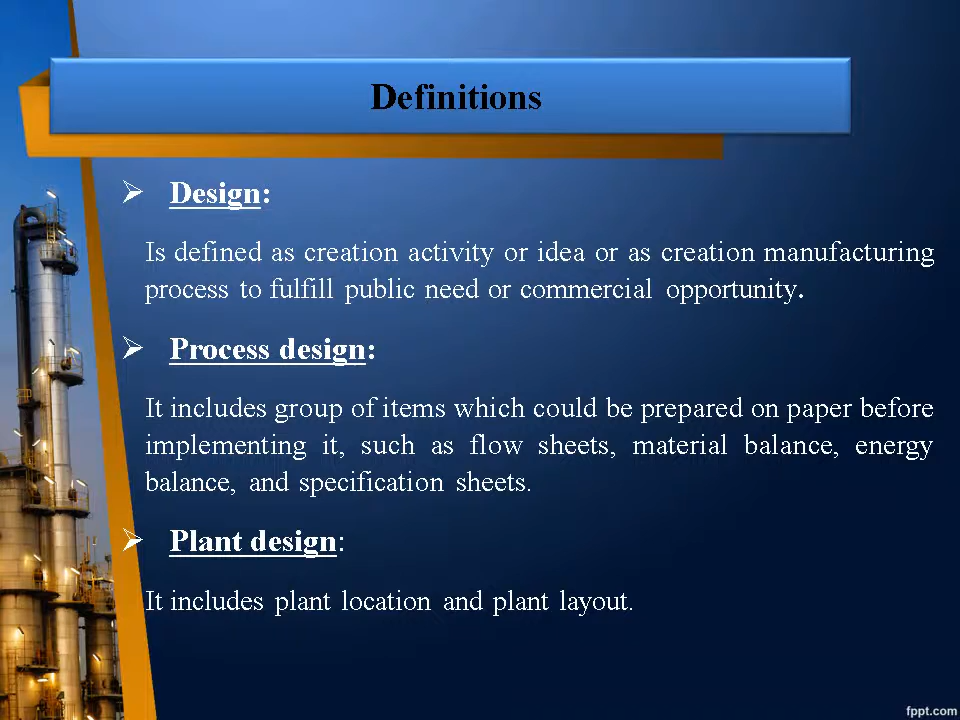 Definitions
➢ Design:
Is defined as creation activity or idea or as creation manufacturing
process to fulfill public need or commercial opportunity.
➢ Process design:
It includes group of items which could be prepared on paper before
implementing it, such as flow sheets, material balance, energy
balance, and specification sheets.
➢ Plant design:
It includes plant location and plant layout.
fppt.com